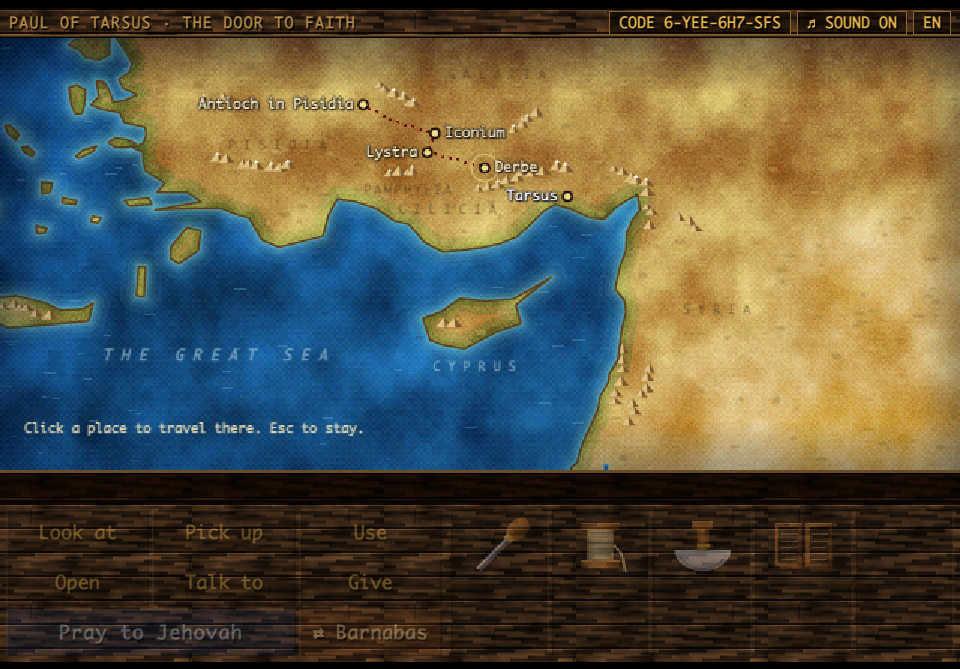 PAUL OF TARSUS · THE DOOR TO FAITH
CODE 6-YEE-6H7-SFS
♬ SOUND ON
EN
GALATIA
Antioch in Pisidia
Iconium
PISIDIA
Lystra
Derbe
PAMPHYLIA
Tarsus
CILICIA
SYRIA
THE GREAT SEA
CYPRUS
Click a place to travel there. Esc to stay.
Look at
Pick up
Use
Open
Talk to
Give
Pray to Jehovah
⇄ Barnabas